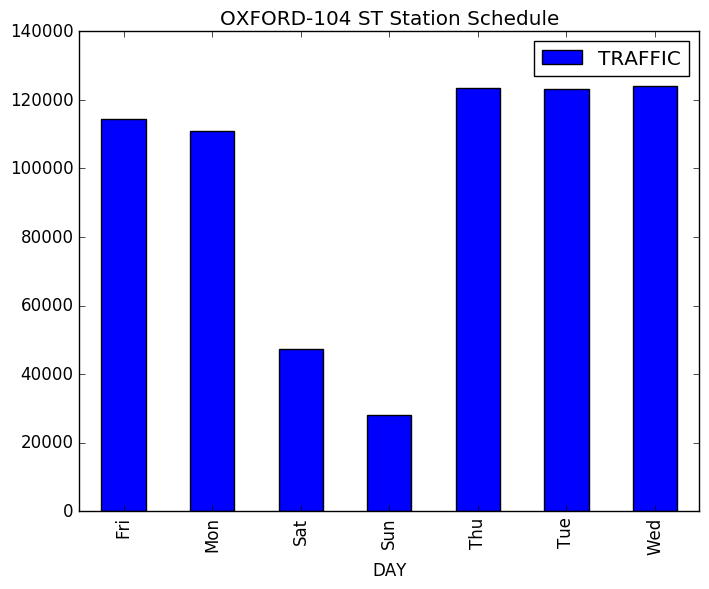 OXFORD-104 ST Station Schedule
140000
120000
100000
80000
60000
40000
20000
0
TRAFFIC
Fri
Mon
Sat
Sun
Thu
Tue
Wed
DAY